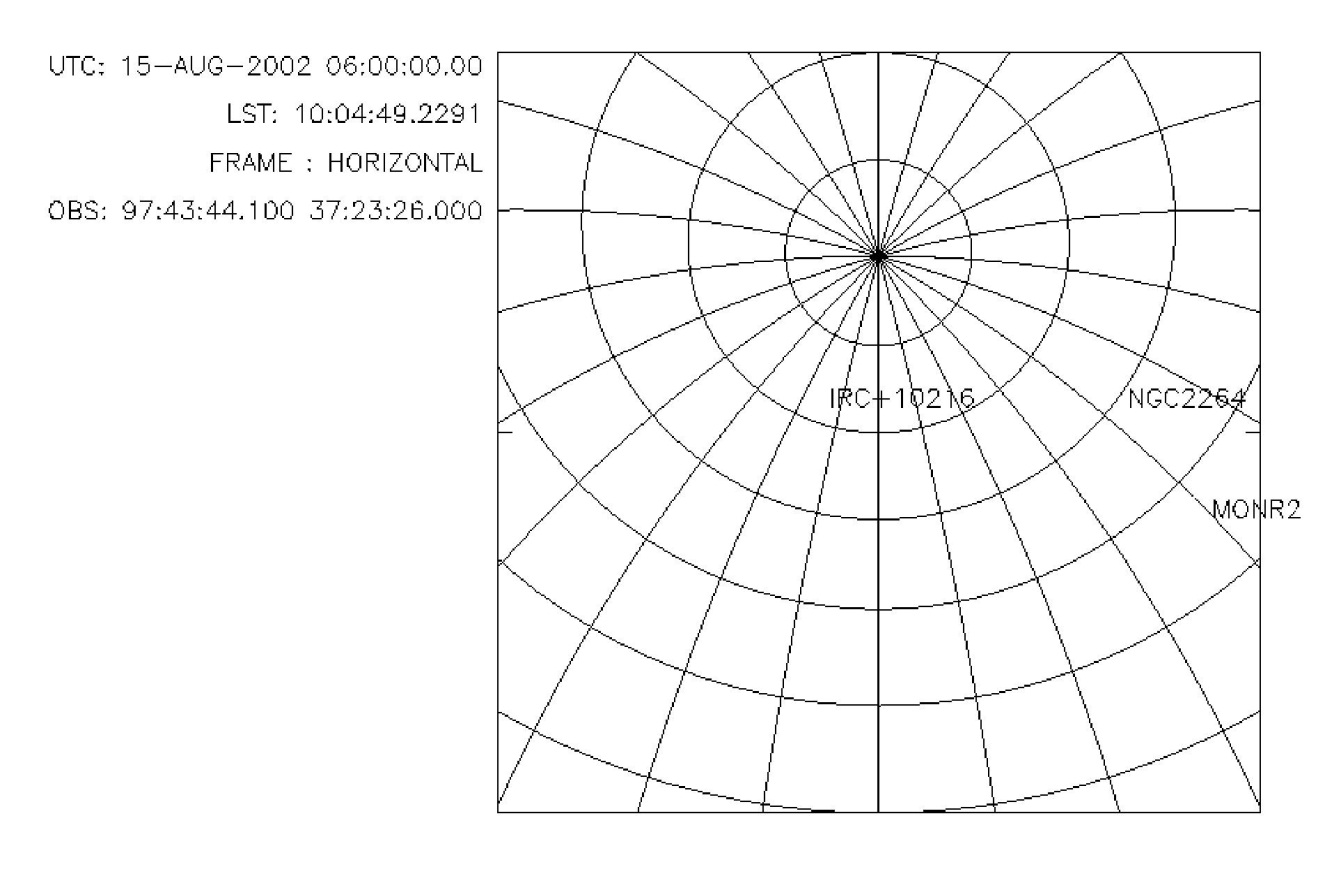 UTC: 15-AUG-2002 06:00:00.00
LST: 10:04:49.2291
FRAME : HORIZONTAL
OBS: 97:43:44.100 37:23:26.000
IRC+10216
NGC2264
MONR2